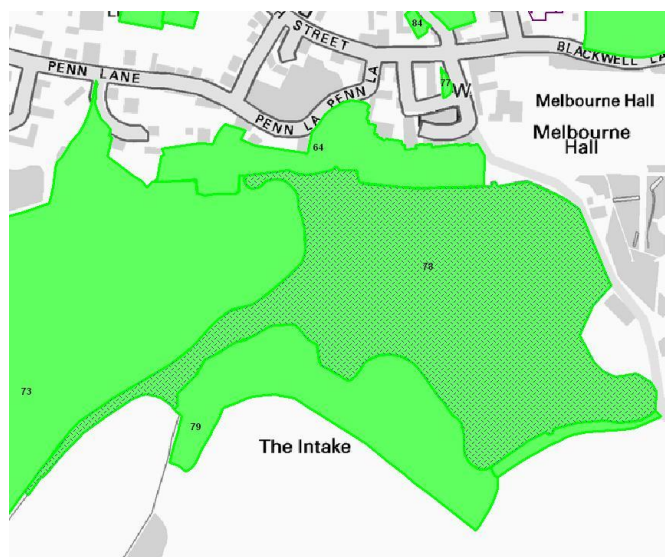 84
STREET
BLACKWELL LA
PENN LANE
77
W
PENN LA
PENN LA
Melbourne Hall
Melbourne
Hall
64
78
73
79
The Intake